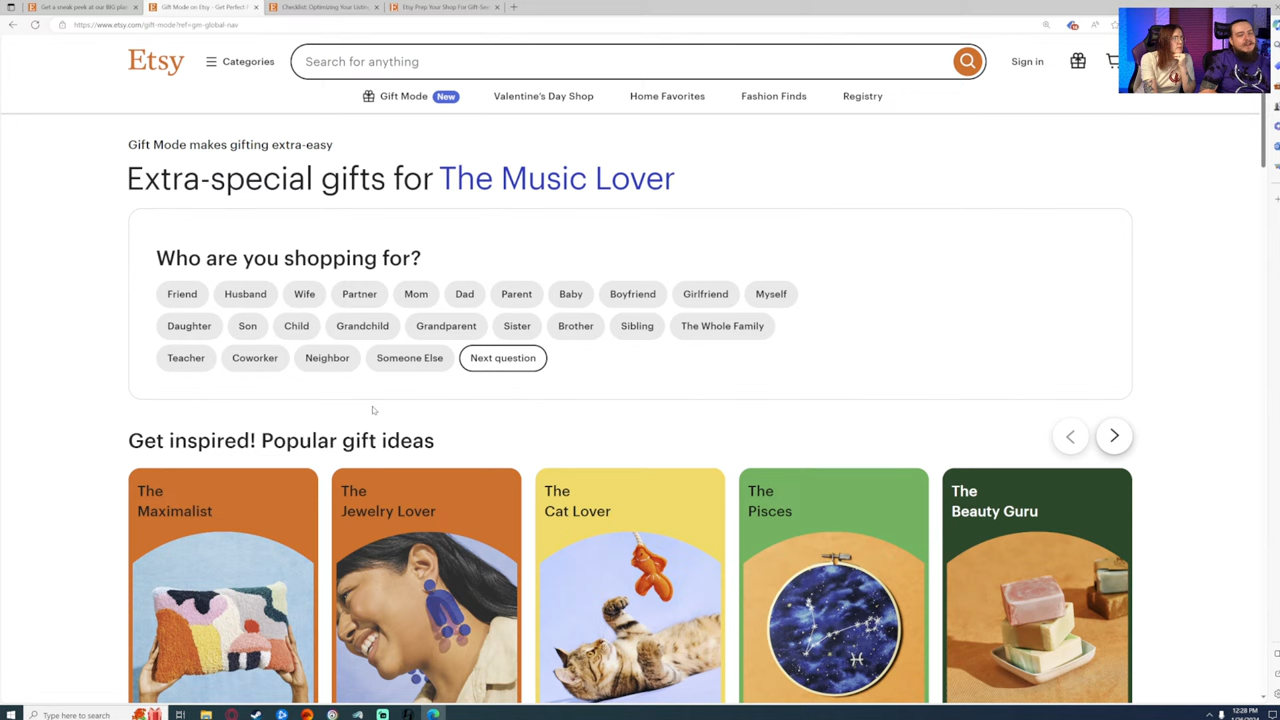 Get a sneak peek at our BIG plan
Gift Mode on Etsy - Get Perfect F
Checklist: Optimizing Your Listing
Etsy Prep Your Shop For Gift-See
https://www.etsy.com/gift-mode?ref=gm-global-nav
Etsy
Categories
Search for anything
Sign in
Gift Mode New
Valentine's Day Shop
Home Favorites
Fashion Finds
Registry
Gift Mode makes gifting extra-easy
Extra-special gifts for The Music Lover
Who are you shopping for?
Friend Husband Wife Partner Mom Dad Parent Baby Boyfriend Girlfriend Myself
Daughter Son Child Grandchild Grandparent Sister Brother Sibling The Whole Family
Teacher Coworker Neighbor Someone Else Next question
Get inspired! Popular gift ideas
The
Maximalist
The
Jewelry Lover
The
Cat Lover
The
Pisces
The
Beauty Guru
Type here to search
12:28 PM